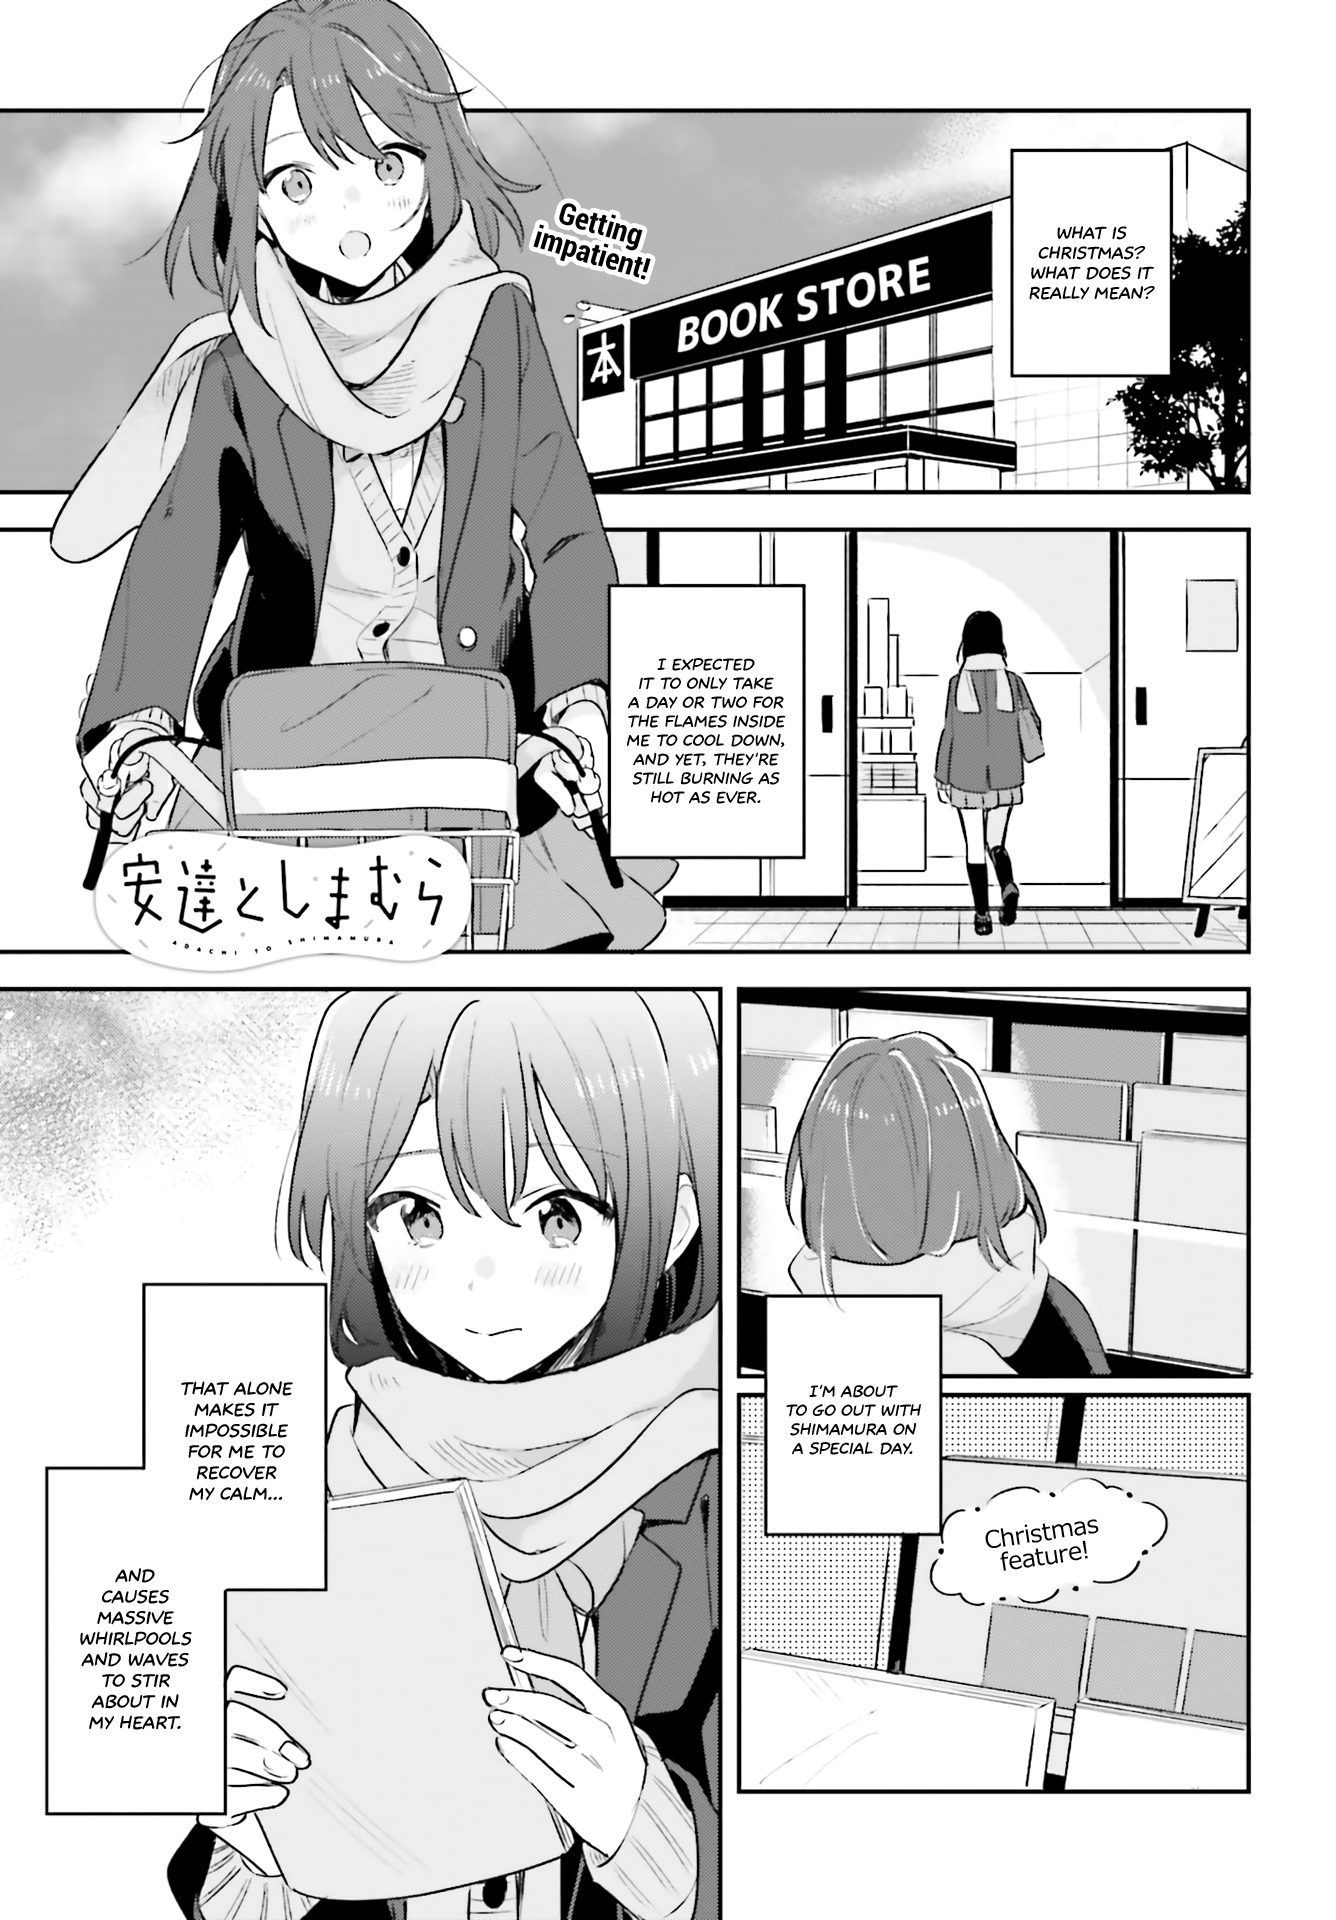 WHAT IS
CHRISTMAS?
WHAT DOES IT
REALLY MEAN?
BOOK STORE
本
Getting
impatient!
I EXPECTED
IT TO ONLY TAKE
A DAY OR TWO FOR
THE FLAMES INSIDE
ME TO COOL DOWN,
AND YET, THEY'RE
STILL BURNING AS
HOT AS EVER.
安達としまむら
ADACHI TO SHIMAMURA
I'M ABOUT
TO GO OUT WITH
SHIMAMURA ON
A SPECIAL DAY.
Christmas
feature!
THAT ALONE
MAKES IT
IMPOSSIBLE
FOR ME TO
RECOVER
MY CALM...
AND
CAUSES
MASSIVE
WHIRLPOOLS
AND WAVES
TO STIR
ABOUT IN
MY HEART.